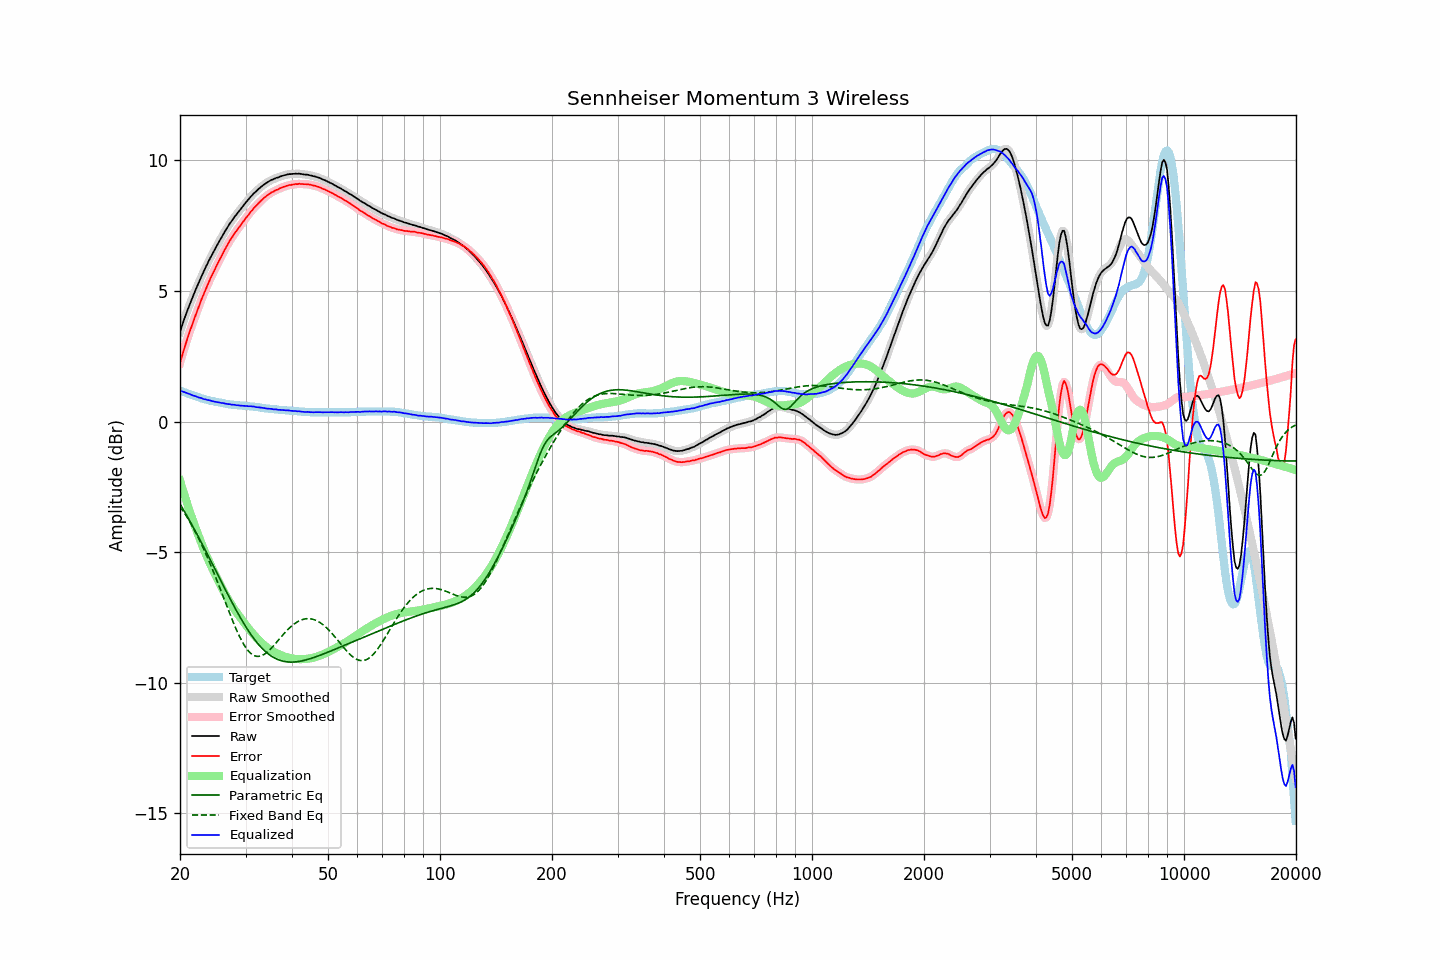 Sennheiser Momentum 3 Wireless
Amplitude (dBr)
10
5
0
−5
−10
−15
Target
Raw Smoothed
Error Smoothed
Raw
Error
Equalization
Parametric Eq
Fixed Band Eq
Equalized
20 50 100 200 500 1000 2000 5000 10000 20000
Frequency (Hz)